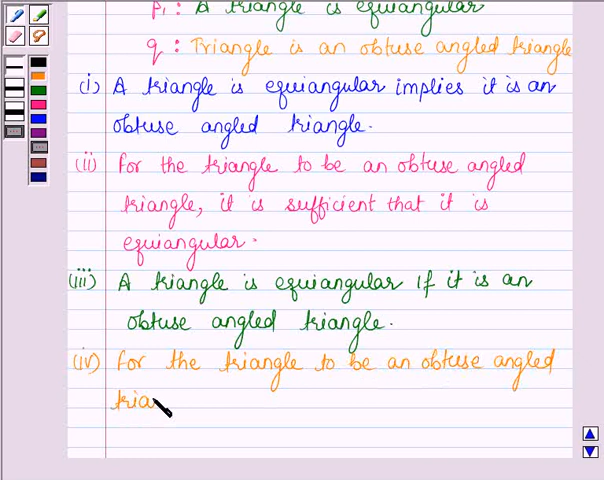 p, : A triangle is equiangular
q : Triangle is an obtuse angled triangle
(i) A triangle is equiangular implies it is an
obtuse angled triangle.
(ii) for the triangle to be an obtuse angled
triangle, it is sufficient that it is
equiangular.
(iii) A triangle is equiangular If it is an
obtuse angled triangle.
(iv) for the triangle to be an obtuse angled
tria